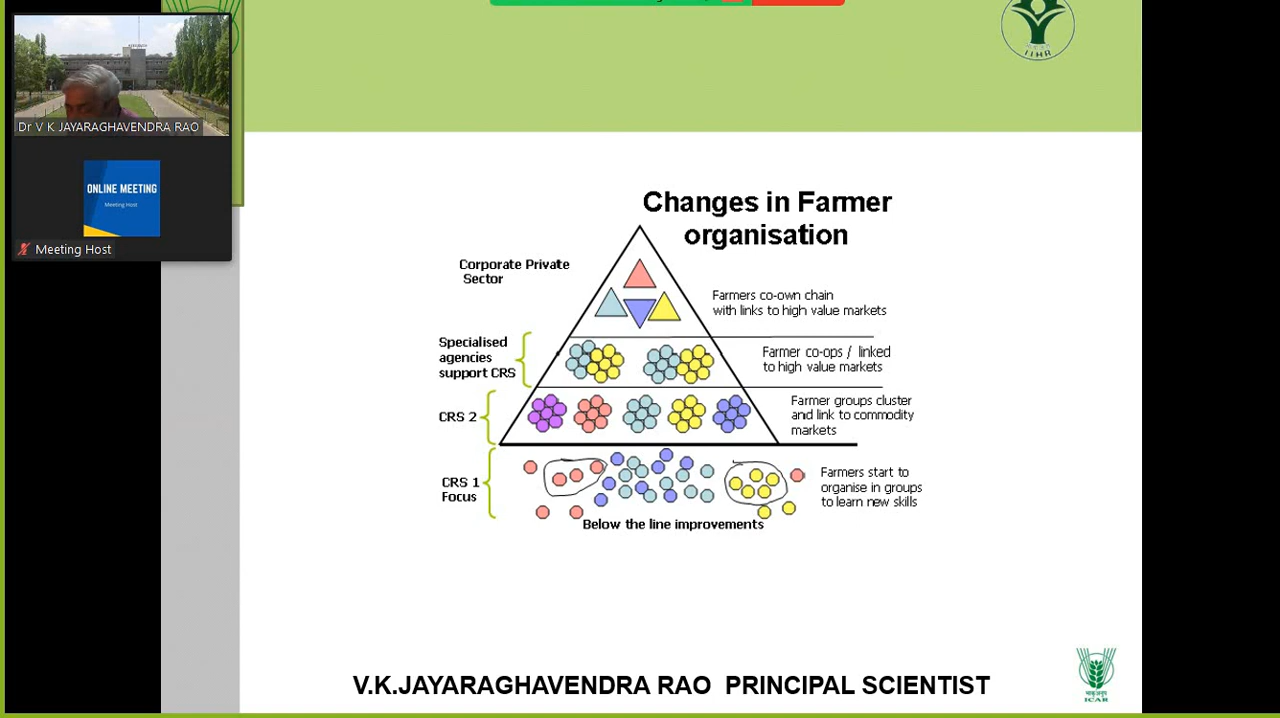 IIHR
Dr V K JAYARAGHAVENDRA RAO
ONLINE MEETING
Meeting Host
Meeting Host
Changes in Farmer
organisation
Corporate Private
Sector
Farmers co-own chain
with links to high value markets
Specialised
agencies
support CRS
Farmer co-ops / linked
to high value markets
CRS 2
Farmer groups cluster
and link to commodity
markets
CRS 1
Focus
Farmers start to
organise in groups
to learn new skills
Below the line improvements
V.K.JAYARAGHAVENDRA RAO PRINCIPAL SCIENTIST
ICAR